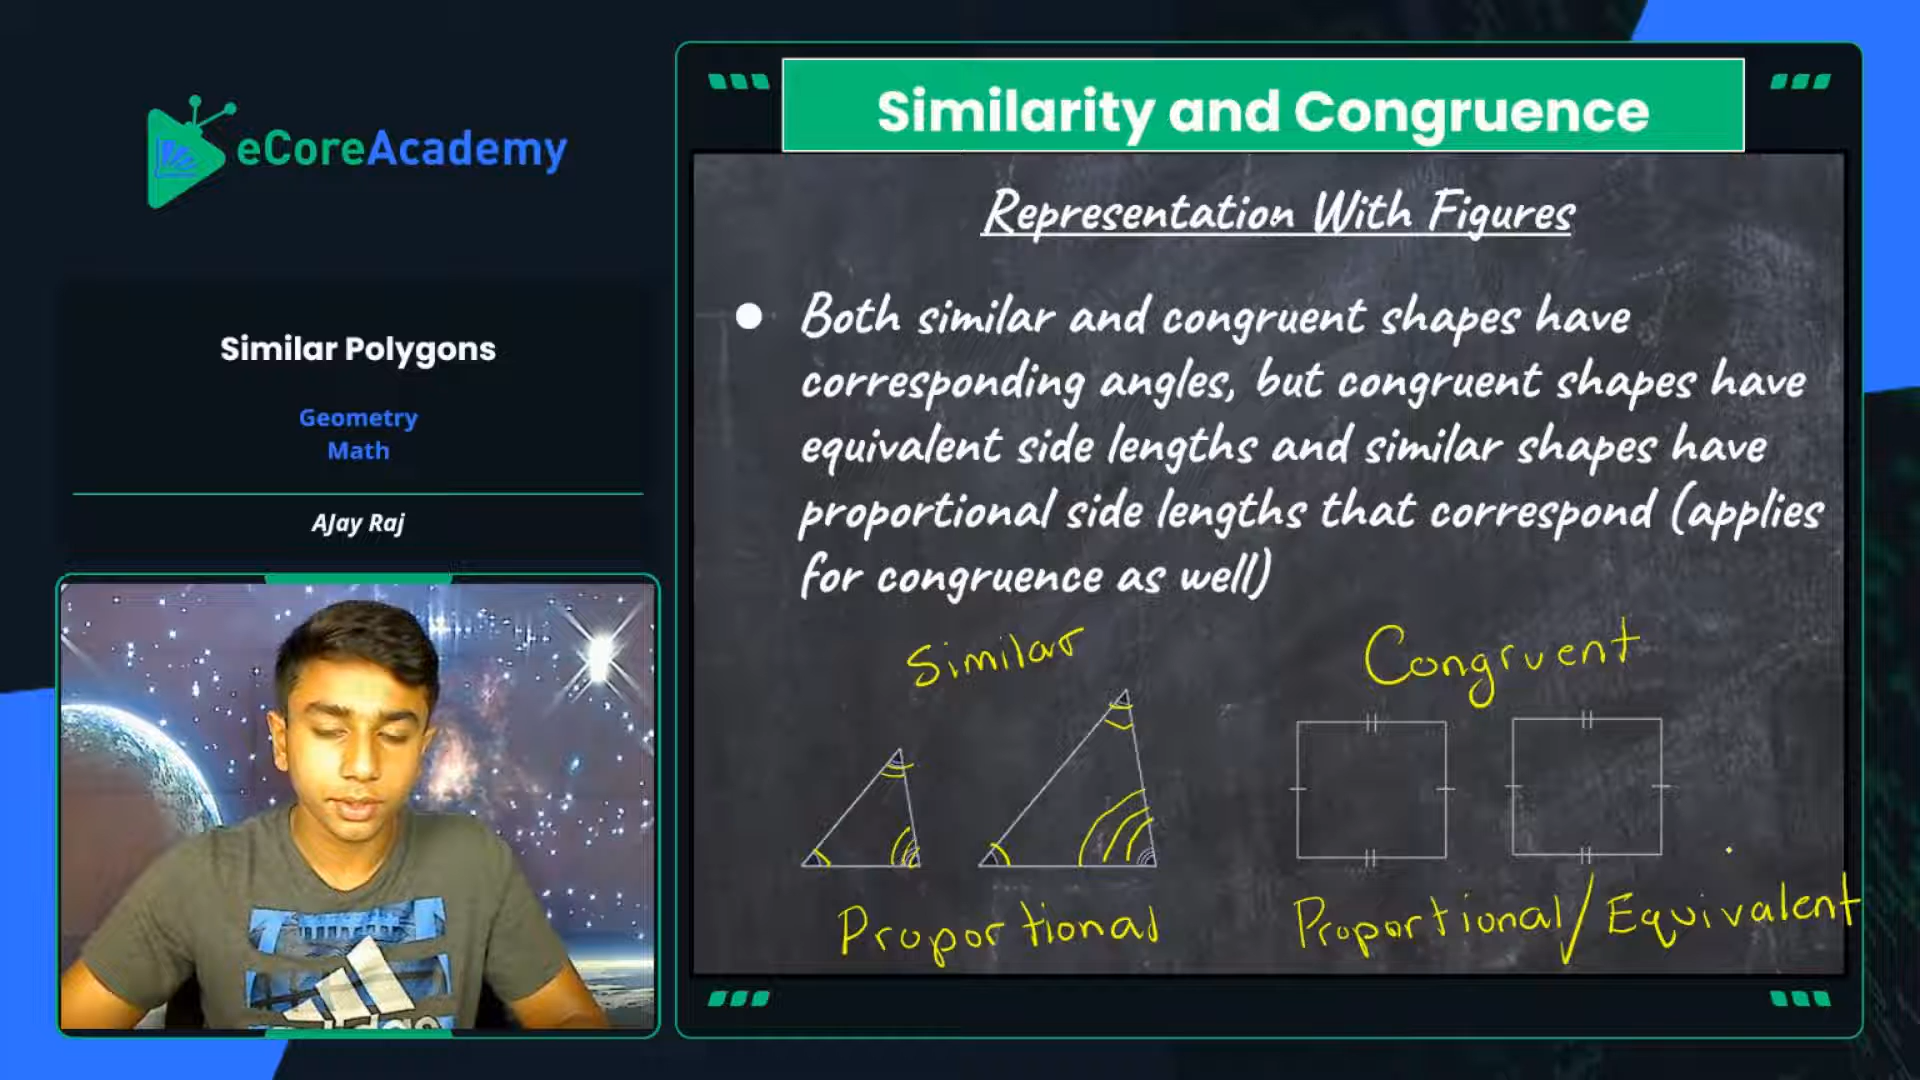 eCoreAcademy
Similar Polygons
Geometry
Math
AJay Raj
Similarity and Congruence
Representation With Figures
Both similar and congruent shapes have
corresponding angles, but congruent shapes have
equivalent side lengths and similar shapes have
proportional side lengths that correspond (applies
for congruence as well)
Similar
Congruent
Proportional
Proportional/Equivalent
adidas